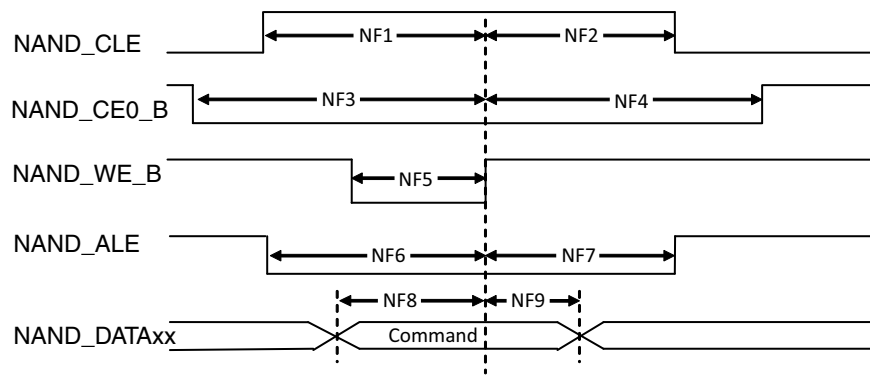 NAND_CLE
NF1
NF2
NAND_CE0_B
NF3
NF4
NAND_WE_B
NF5
NAND_ALE
NF6
NF7
NF8
NF9
NAND_DATAxx
Command